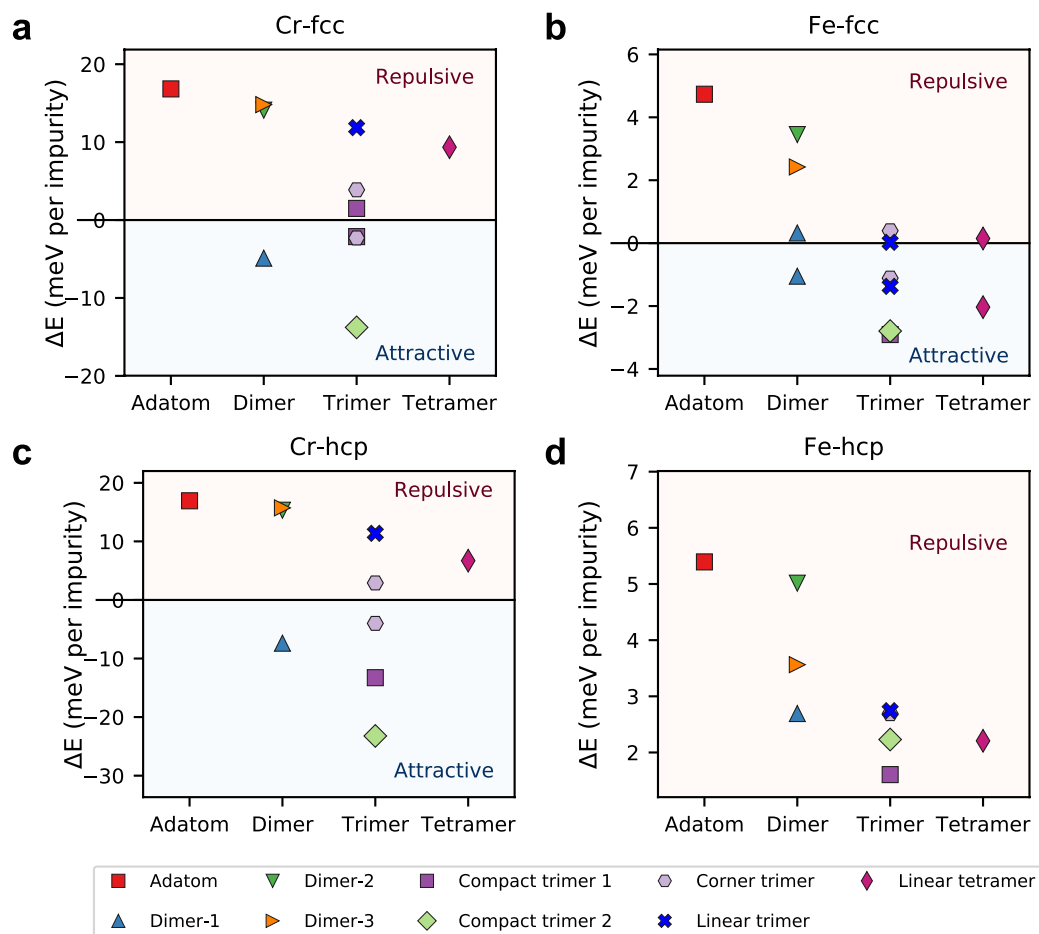 a
Cr-fcc
ΔE (meV per impurity)
20
10
0
−10
−20
Repulsive
Attractive
Adatom Dimer Trimer Tetramer
b
Fe-fcc
ΔE (meV per impurity)
6
4
2
0
−2
−4
Repulsive
Attractive
Adatom Dimer Trimer Tetramer
c
Cr-hcp
ΔE (meV per impurity)
20
10
0
−10
−20
−30
Repulsive
Attractive
Adatom Dimer Trimer Tetramer
d
Fe-hcp
ΔE (meV per impurity)
7
6
5
4
3
2
Repulsive
Adatom Dimer Trimer Tetramer
Adatom Dimer-2 Compact trimer 1 Corner trimer Linear tetramer
Dimer-1 Dimer-3 Compact trimer 2 Linear trimer